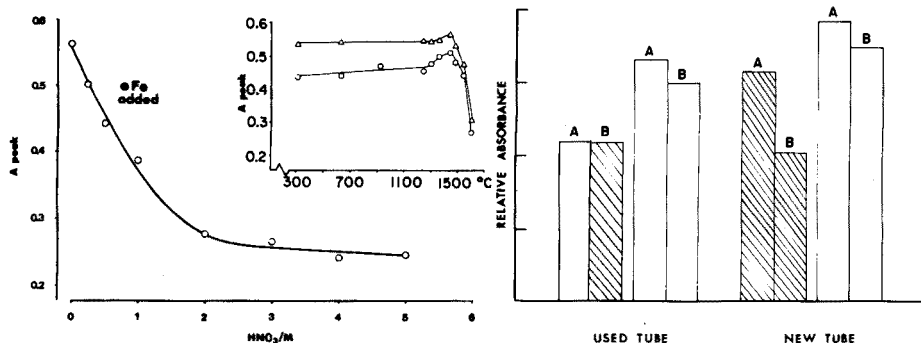 A peak
0.6
0.5
0.4
0.3
0.2
Fe
added
0 1 2 3 4 5 6
HNO3/M
A peak
0.6
0.5
0.4
0.3
0.2
300 700 1100 1500 °C
RELATIVE ABSORBANCE
A B A B
USED TUBE
A B A B
NEW TUBE